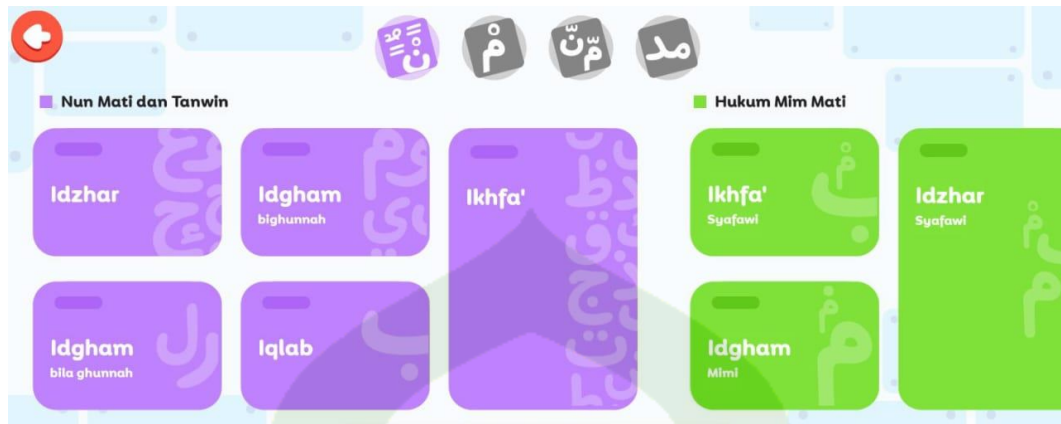 نْ ـًـٍـٌ
مْ
مّ نّ
مد
Nun Mati dan Tanwin
Idzhar
Idgham
bighunnah
Ikhfa'
Idgham
bila ghunnah
Iqlab
Hukum Mim Mati
Ikhfa'
Syafawi
Idzhar
Syafawi
Idgham
Mimi